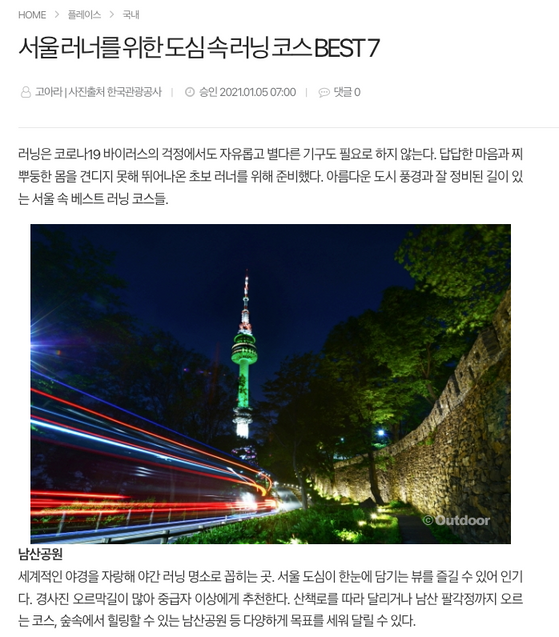 HOME > 플레이스 > 국내
서울 러너를 위한 도심 속 러닝 코스 BEST 7
고아라 | 사진출처 한국관광공사 | 승인 2021.01.05 07:00 | 댓글 0
러닝은 코로나19 바이러스의 걱정에서도 자유롭고 별다른 기구도 필요로 하지 않는다. 답답한 마음과 찌
뿌둥한 몸을 견디지 못해 뛰어나온 초보 러너를 위해 준비했다. 아름다운 도시 풍경과 잘 정비된 길이 있
는 서울 속 베스트 러닝 코스들.
© Outdoor
남산공원
세계적인 야경을 자랑해 야간 러닝 명소로 꼽히는 곳. 서울 도심이 한눈에 담기는 뷰를 즐길 수 있어 인기
다. 경사진 오르막길이 많아 중급자 이상에게 추천한다. 산책로를 따라 달리거나 남산 팔각정까지 오르
는 코스, 숲속에서 힐링할 수 있는 남산공원 등 다양하게 목표를 세워 달릴 수 있다.